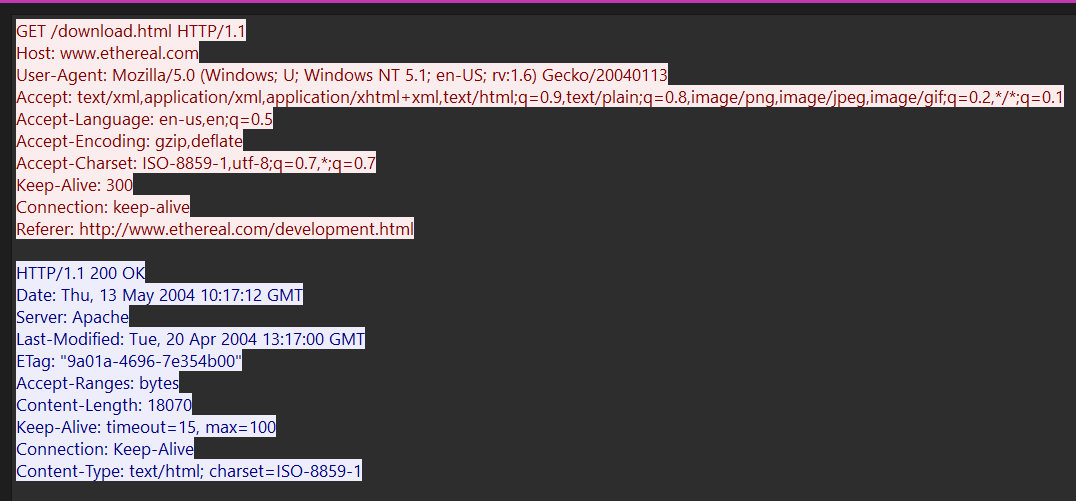 GET /download.html HTTP/1.1
Host: www.ethereal.com
User-Agent: Mozilla/5.0 (Windows; U; Windows NT 5.1; en-US; rv:1.6) Gecko/20040113
Accept: text/xml,application/xml,application/xhtml+xml,text/html;q=0.9,text/plain;q=0.8,image/png,image/jpeg,image/gif;q=0.2,*/*;q=0.1
Accept-Language: en-us,en;q=0.5
Accept-Encoding: gzip,deflate
Accept-Charset: ISO-8859-1,utf-8;q=0.7,*;q=0.7
Keep-Alive: 300
Connection: keep-alive
Referer: http://www.ethereal.com/development.html
HTTP/1.1 200 OK
Date: Thu, 13 May 2004 10:17:12 GMT
Server: Apache
Last-Modified: Tue, 20 Apr 2004 13:17:00 GMT
ETag: "9a01a-4696-7e354b00"
Accept-Ranges: bytes
Content-Length: 18070
Keep-Alive: timeout=15, max=100
Connection: Keep-Alive
Content-Type: text/html; charset=ISO-8859-1